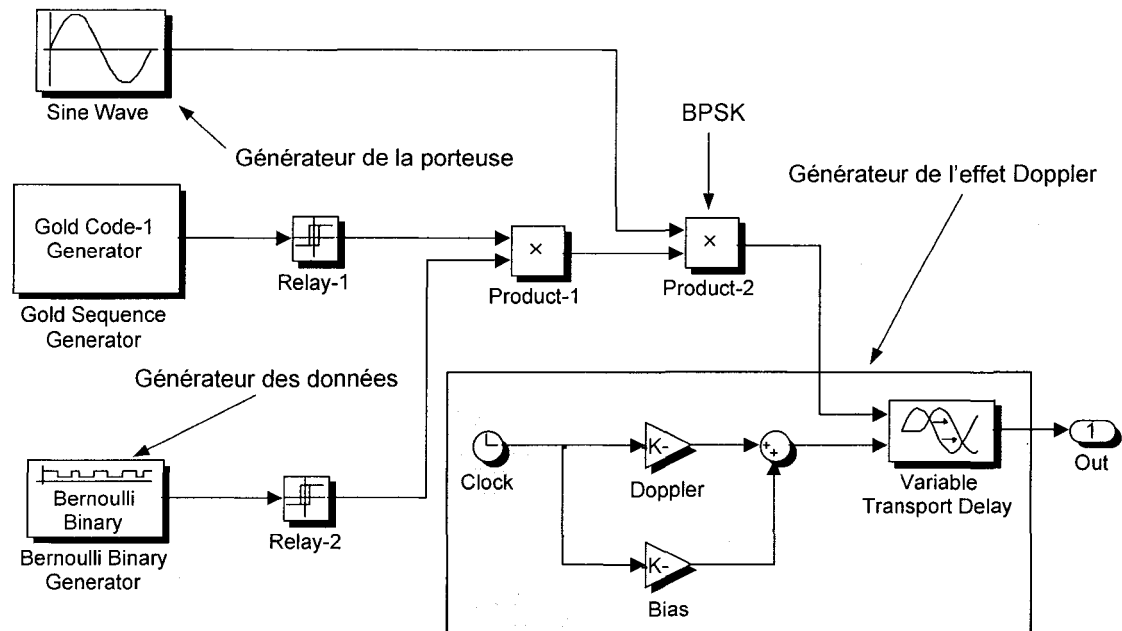 Sine Wave
BPSK
Générateur de la porteuse
Générateur de l'effet Doppler
Gold Code-1
Generator
×
×
Relay-1
Product-1
Product-2
Gold Sequence
Generator
Générateur des données
Clock
K-
Doppler
+
+
Variable
Transport Delay
1
Out
Bernoulli
Binary
Relay-2
Bernoulli Binary
Generator
K-
Bias